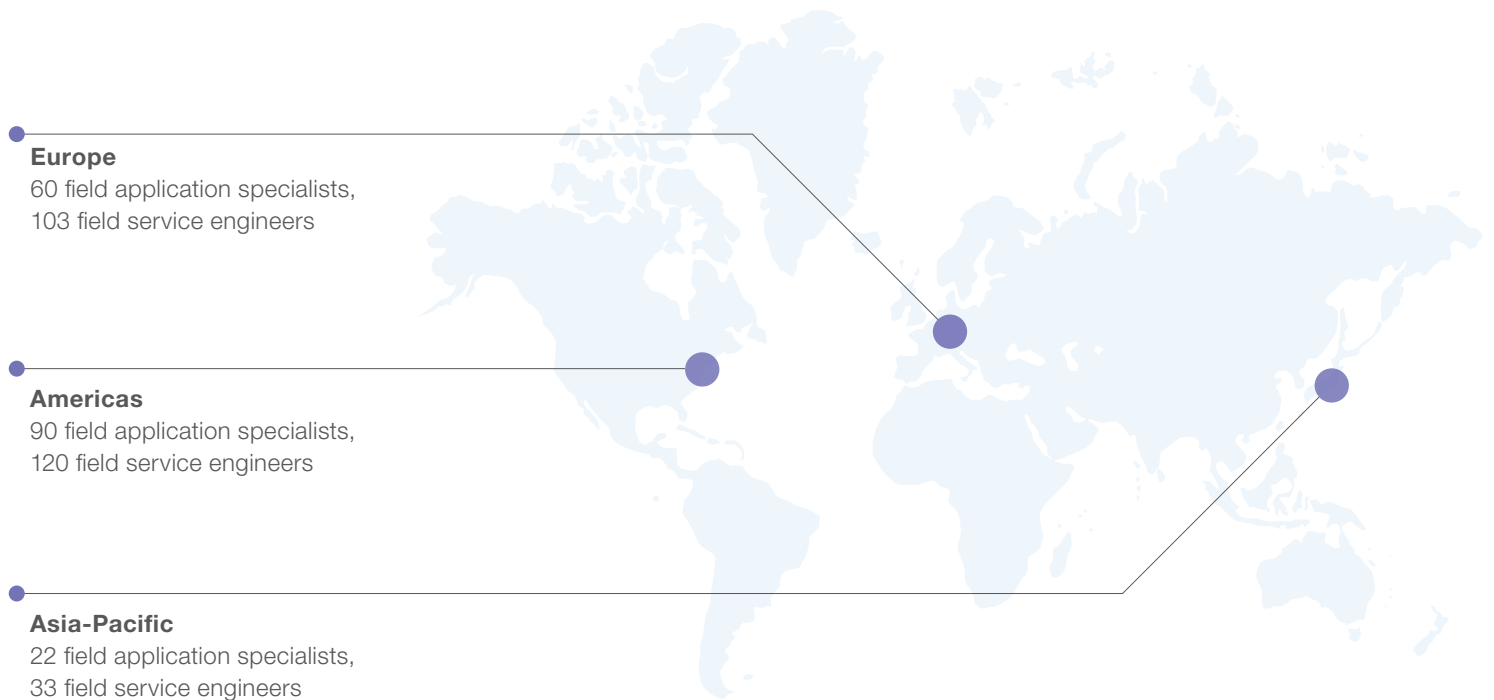 Europe
60 field application specialists,
103 field service engineers
Americas
90 field application specialists,
120 field service engineers
Asia-Pacific
22 field application specialists,
33 field service engineers